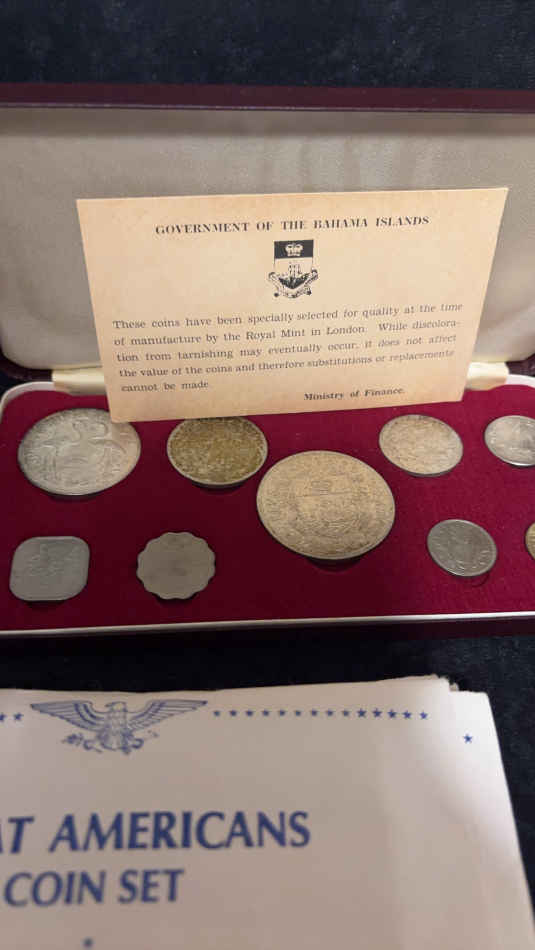 GOVERNMENT OF THE BAHAMA ISLANDS
These coins have been specially selected for quality at the time
of manufacture by the Royal Mint in London. While discolora-
tion from tarnishing may eventually occur, it does not affect
the value of the coins and therefore substitutions or replacements
cannot be made.
Ministry of Finance.
AT AMERICANS
COIN SET